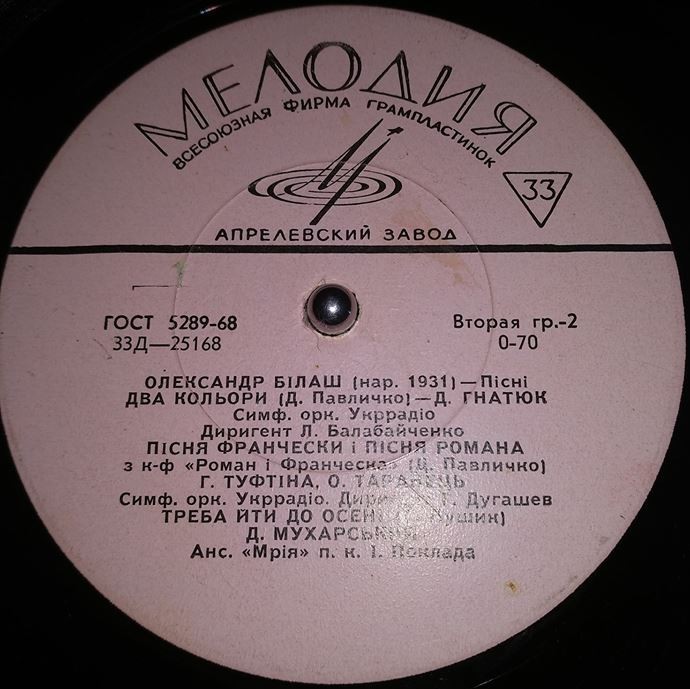 МЕЛОДИЯ
ВСЕСОЮЗНАЯ ФИРМА ГРАМПЛАСТИНОК
33
АПРЕЛЕВСКИЙ ЗАВОД
ГОСТ 5289-68
33Д—25168
Вторая гр.-2
0-70
ОЛЕКСАНДР БІЛАШ (нар. 1931)—Пісні
ДВА КОЛЬОРИ (Д. Павличко)—Д. ГНАТЮК
Симф. орк. Укррадіо
Диригент Л. Балабайченко
ПІСНЯ ФРАНЧЕСКИ і ПІСНЯ РОМАНА
з к-ф «Роман і Франческа» (Д. Павличко)
Г. ТУФТІНА, О. ТАРАНЕЦЬ
Симф. орк. Укррадіо. Дугашев
ТРЕБА ЙТИ ДО ОСЕНІ Пушик)
Д. МУХАРСЬКИЙ
Анс. «Мрія» п. к. І. Поклада